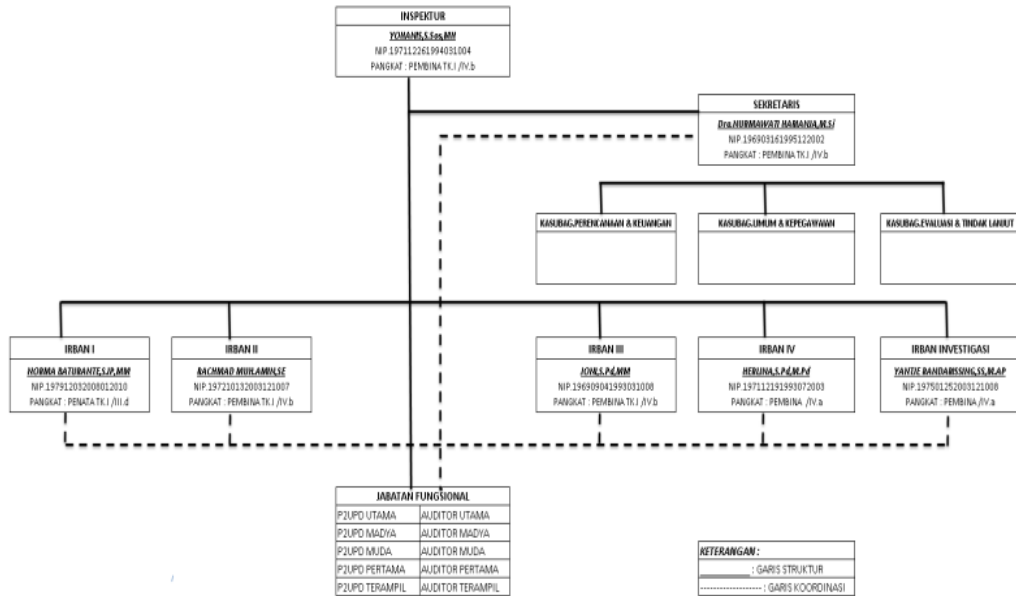 INSPEKTUR
YOHANIS,S.Sos,MH
NIP.197112261994031004
PANGKAT : PEMBINA TK.I /IV.b
SEKRETARIS
Dra.NURMAWATI HAMANIA,M.Si
NIP.196903161995122002
PANGKAT : PEMBINA TK.I /IV.b
KASUBAG.PERENCANAAN & KEUANGAN
KASUBAG.UMUM & KEPEGAWAIAN
KASUBAG.EVALUASI & TINDAK LANJUT
IRBAN I
NORMA BATURANTE,S.IP,MM
NIP.197912032008012010
PANGKAT : PENATA TK.I /III.d
IRBAN II
RACHMAD MUH.AMIN,SE
NIP.197210132003121007
PANGKAT : PEMBINA TK.I /IV.b
IRBAN III
JONI,S.Pd,MM
NIP.196909041993031008
PANGKAT : PEMBINA TK.I /IV.b
IRBAN IV
HERLINA,S.Pd,M.Pd
NIP.197112191993072003
PANGKAT : PEMBINA /IV.a
IRBAN INVESTIGASI
YANTJE BANDARISSING,SS,M.AP
NIP.197501252003121008
PANGKAT : PEMBINA /IV.a
JABATAN FUNGSIONAL
P2UPD UTAMA AUDITOR UTAMA
P2UPD MADYA AUDITOR MADYA
P2UPD MUDA AUDITOR MUDA
P2UPD PERTAMA AUDITOR PERTAMA
P2UPD TERAMPIL AUDITOR TERAMPIL
KETERANGAN :
: GARIS STRUKTUR
: GARIS KOORDINASI